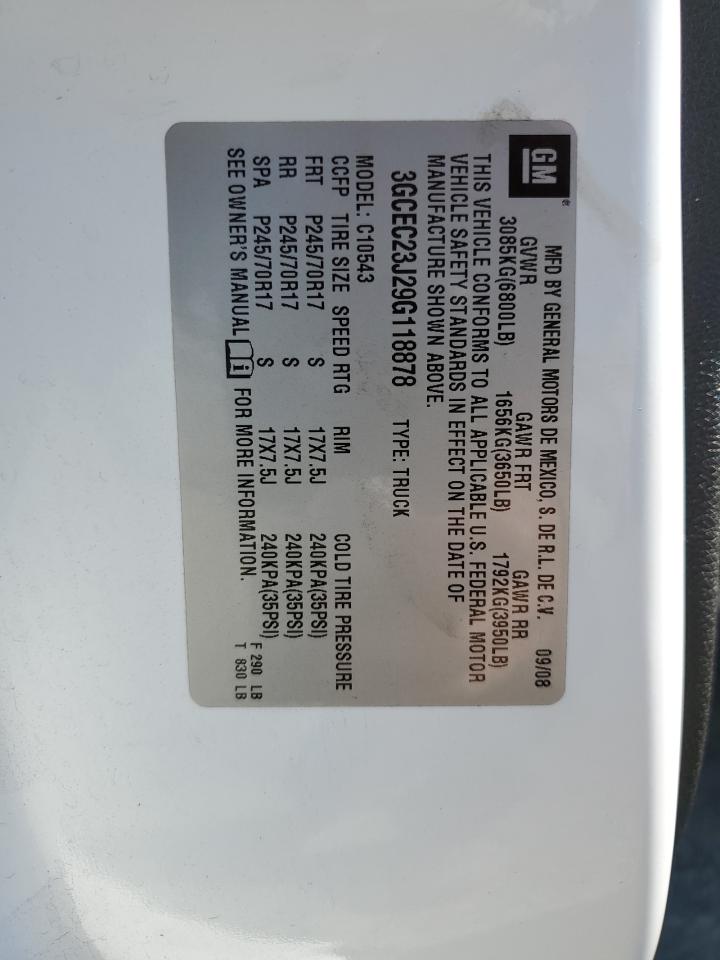 GM® MFD BY GENERAL MOTORS DE MEXICO, S. DE R.L. DE C.V. 09/08
GVWR GAWR FRT GAWR RR
3085KG(6800LB) 1656KG(3650LB) 1792KG(3950LB)
THIS VEHICLE CONFORMS TO ALL APPLICABLE U.S. FEDERAL MOTOR
VEHICLE SAFETY STANDARDS IN EFFECT ON THE DATE OF
MANUFACTURE SHOWN ABOVE.
3GCEC23J29G118878 TYPE: TRUCK
MODEL: C10543
CCFP TIRE SIZE SPEED RTG RIM COLD TIRE PRESSURE
FRT P245/70R17 S 17X7.5J 240KPA(35PSI)
RR P245/70R17 S 17X7.5J 240KPA(35PSI)
SPA P245/70R17 S 17X7.5J 240KPA(35PSI) F 290 LB
SEE OWNER'S MANUAL FOR MORE INFORMATION. T 830 LB